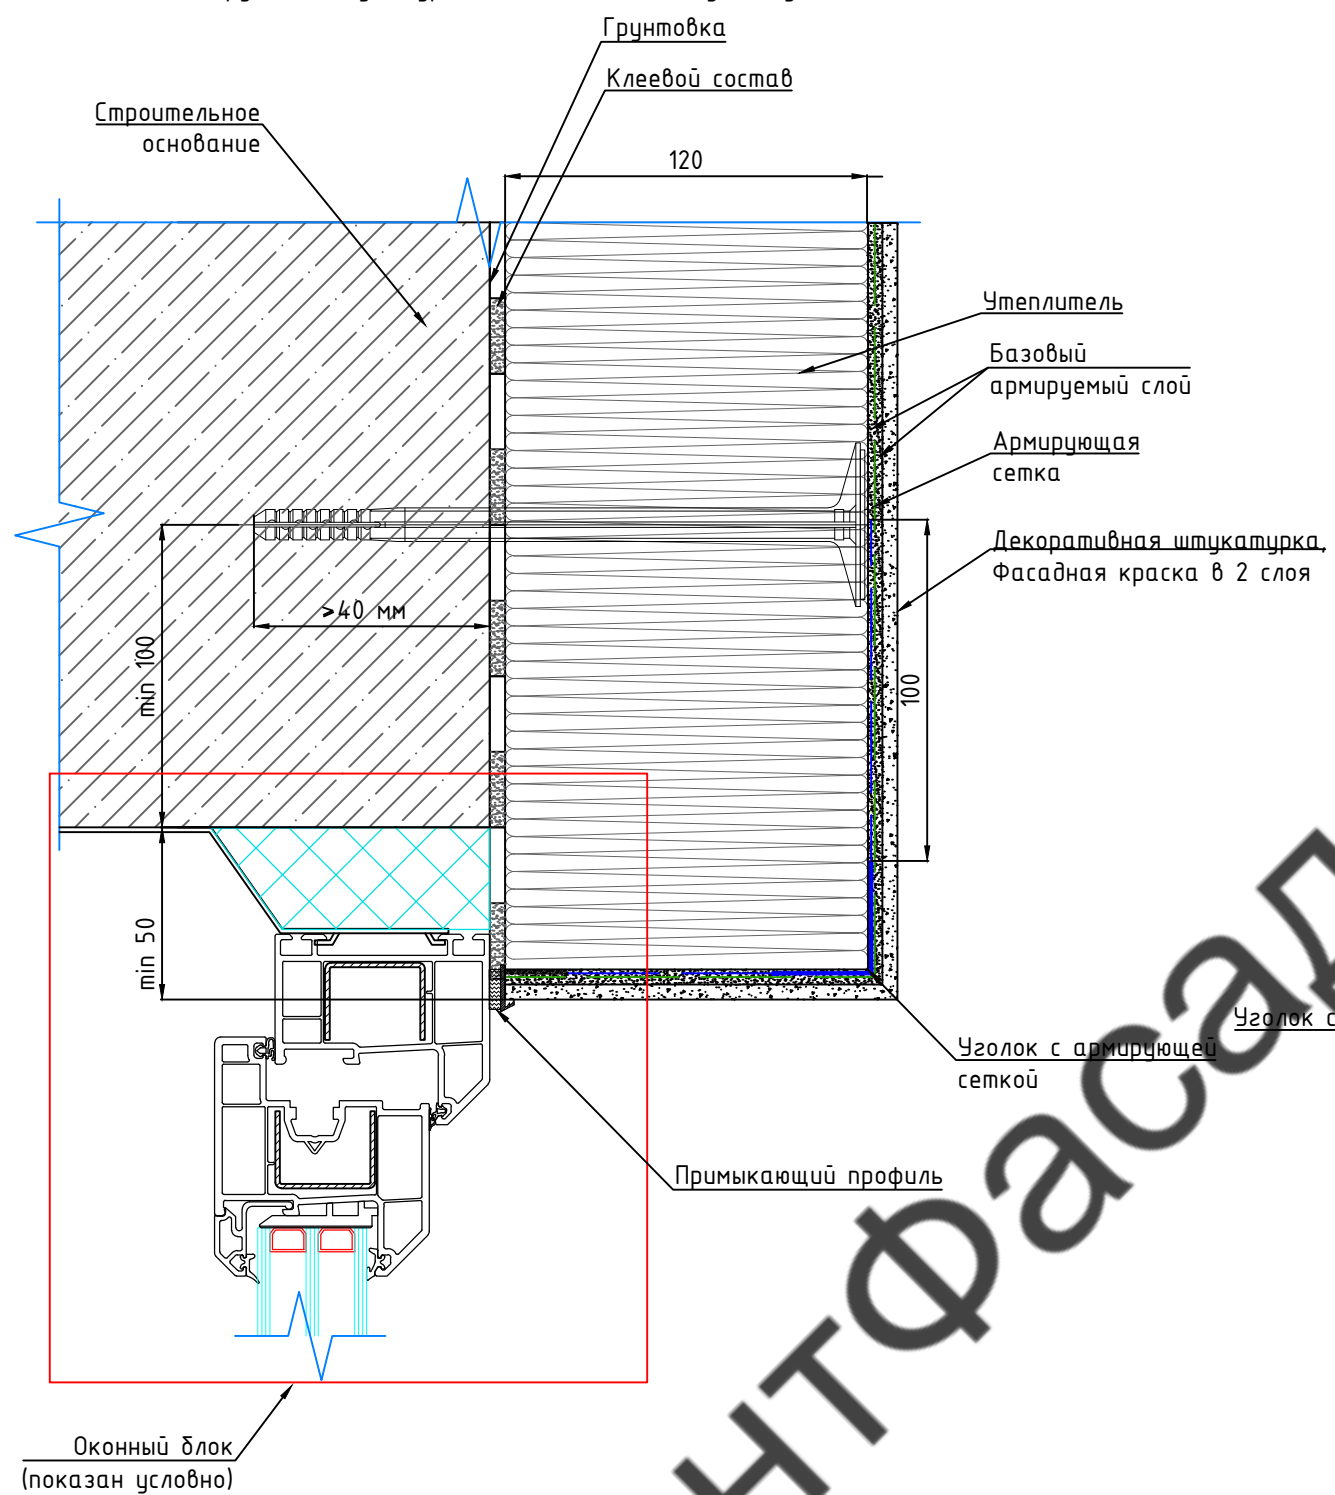 Грунтовка
Клеевой состав
Строительное
основание
120
Утеплитель
Базовый
армируемый слой
Армирующая
сетка
Декоративная штукатурка,
Фасадная краска в 2 слоя
≥40 мм
min 100
100
min 50
Уголок с
Уголок с армирующей
сеткой
Примыкающий профиль
Оконный блок
(показан условно)
нтФасад